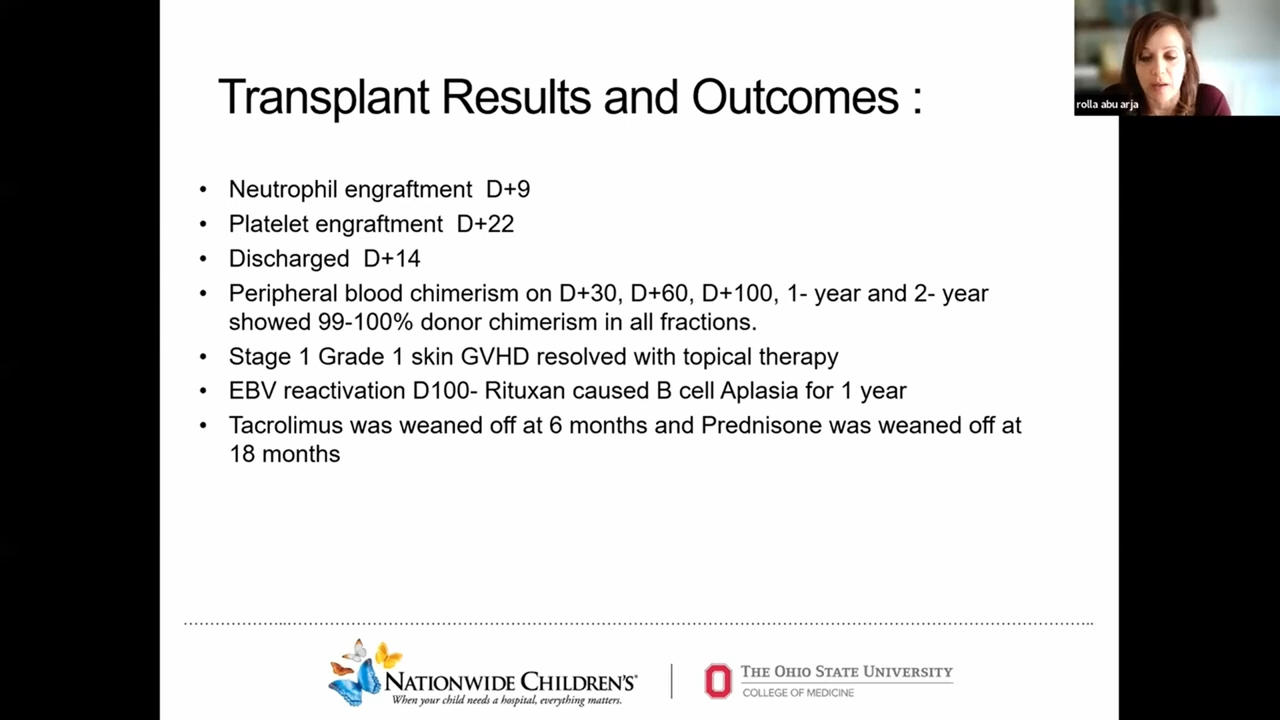 Transplant Results and Outcomes :
rolla abu arja
• Neutrophil engraftment D+9
• Platelet engraftment D+22
• Discharged D+14
• Peripheral blood chimerism on D+30, D+60, D+100, 1- year and 2- year
showed 99-100% donor chimerism in all fractions.
• Stage 1 Grade 1 skin GVHD resolved with topical therapy
• EBV reactivation D100- Rituxan caused B cell Aplasia for 1 year
• Tacrolimus was weaned off at 6 months and Prednisone was weaned off at
18 months
NATIONWIDE CHILDREN'S®
When your child needs a hospital, everything matters.
THE OHIO STATE UNIVERSITY
COLLEGE OF MEDICINE